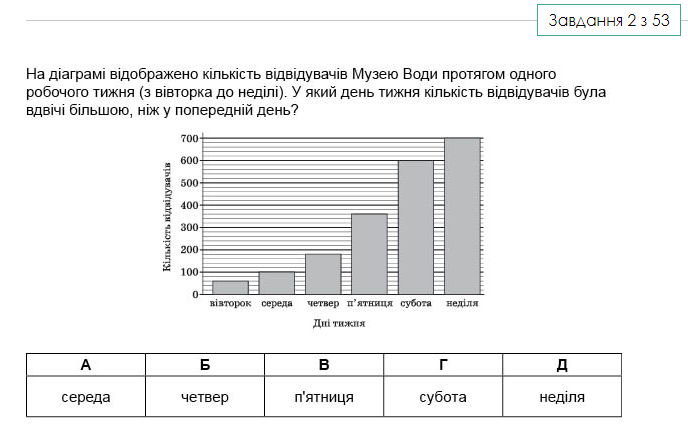 Завдання 2 з 53
На діаграмі відображено кількість відвідувачів Музею Води протягом одного
робочого тижня (з вівторка до неділі). У який день тижня кількість відвідувачів була
вдвічі більшою, ніж у попередній день?
Кількість відвідувачів
700
600
500
400
300
200
100
0
вівторок середа четвер п'ятниця субота неділя
Дні тижня
А Б В Г Д
середа четвер п'ятниця субота неділя